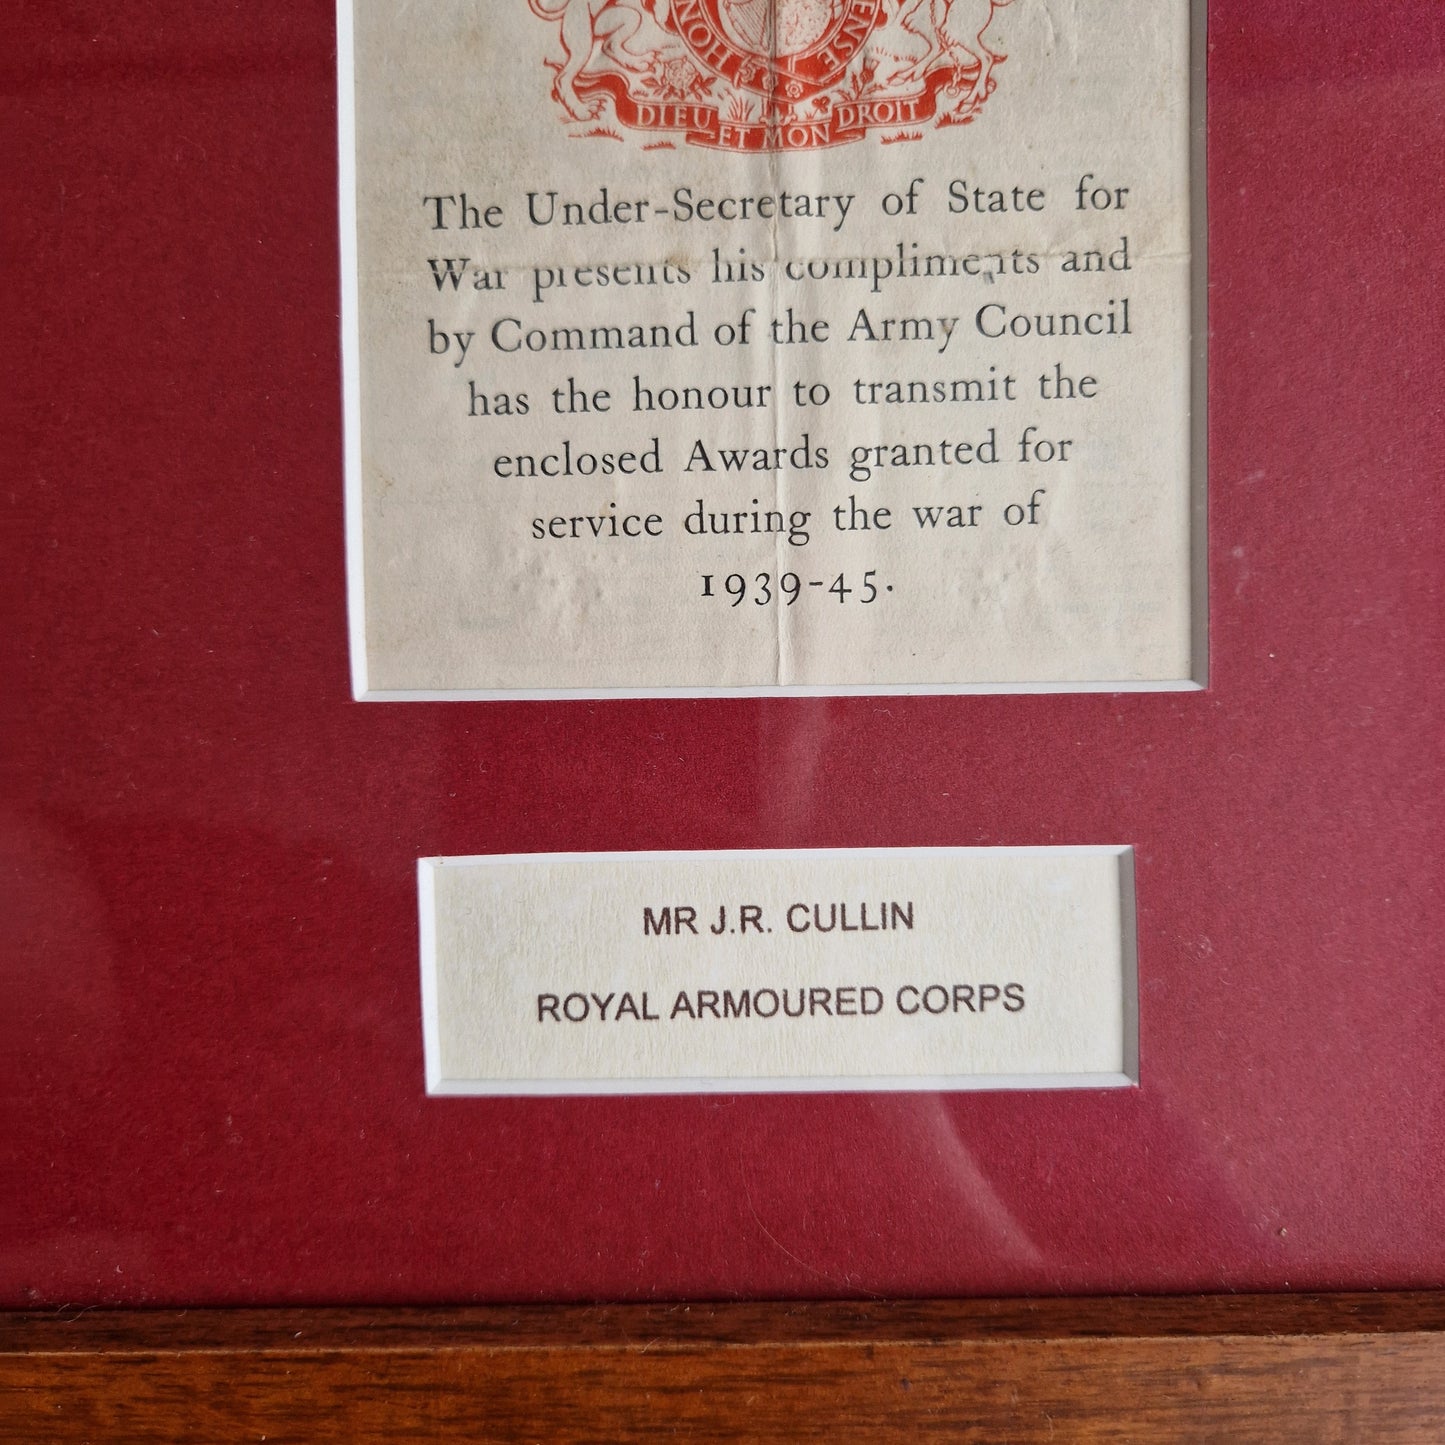 HON
ENSE
DIEU ET MON DROIT
The Under-Secretary of State for
War presents his compliments and
by Command of the Army Council
has the honour to transmit the
enclosed Awards granted for
service during the war of
1939-45.
MR J.R. CULLIN
ROYAL ARMOURED CORPS